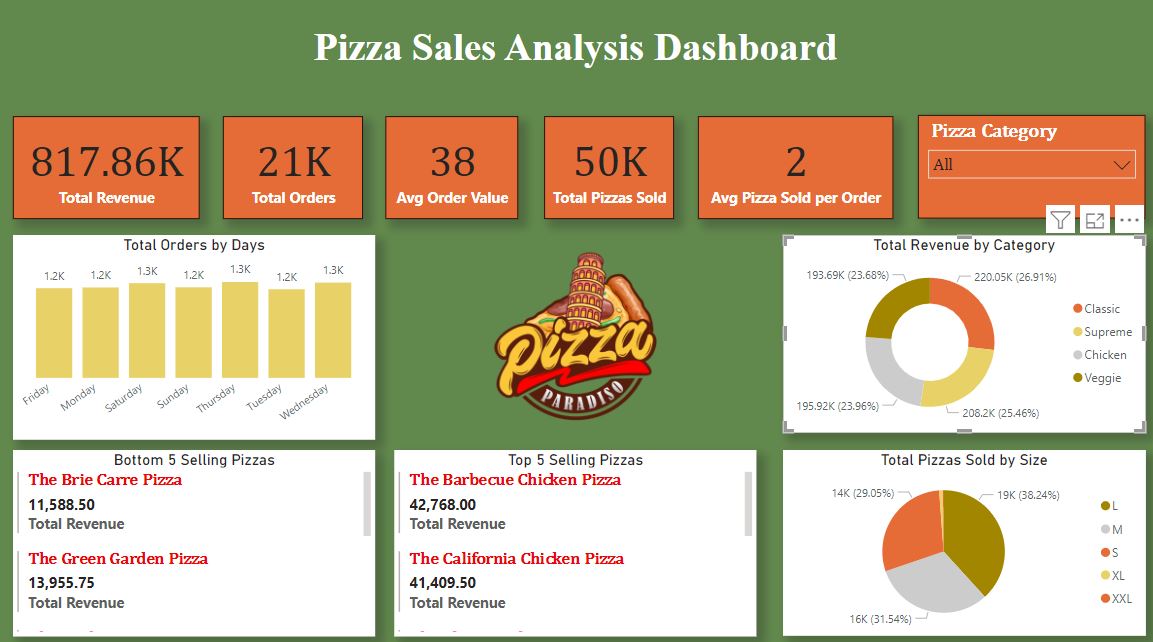 Pizza Sales Analysis Dashboard
817.86K
Total Revenue
21K
Total Orders
38
Avg Order Value
50K
Total Pizzas Sold
2
Avg Pizza Sold per Order
Pizza Category
All
Total Orders by Days
1.2K
1.2K
1.3K
1.2K
1.3K
1.2K
1.3K
Friday
Monday
Saturday
Sunday
Thursday
Tuesday
Wednesday
Pizza
PARADISO
Total Revenue by Category
193.69K (23.68%)
220.05K (26.91%)
195.92K (23.96%)
208.2K (25.46%)
Classic
Supreme
Chicken
Veggie
Bottom 5 Selling Pizzas
The Brie Carre Pizza
11,588.50
Total Revenue
The Green Garden Pizza
13,955.75
Total Revenue
Top 5 Selling Pizzas
The Barbecue Chicken Pizza
42,768.00
Total Revenue
The California Chicken Pizza
41,409.50
Total Revenue
Total Pizzas Sold by Size
14K (29.05%)
19K (38.24%)
16K (31.54%)
L
M
S
XL
XXL